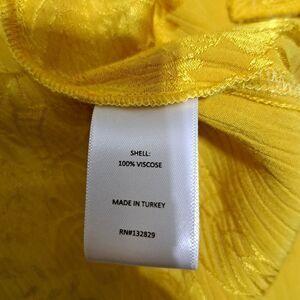 SHELL:
100% VISCOSE
MADE IN TURKEY
RN#132829